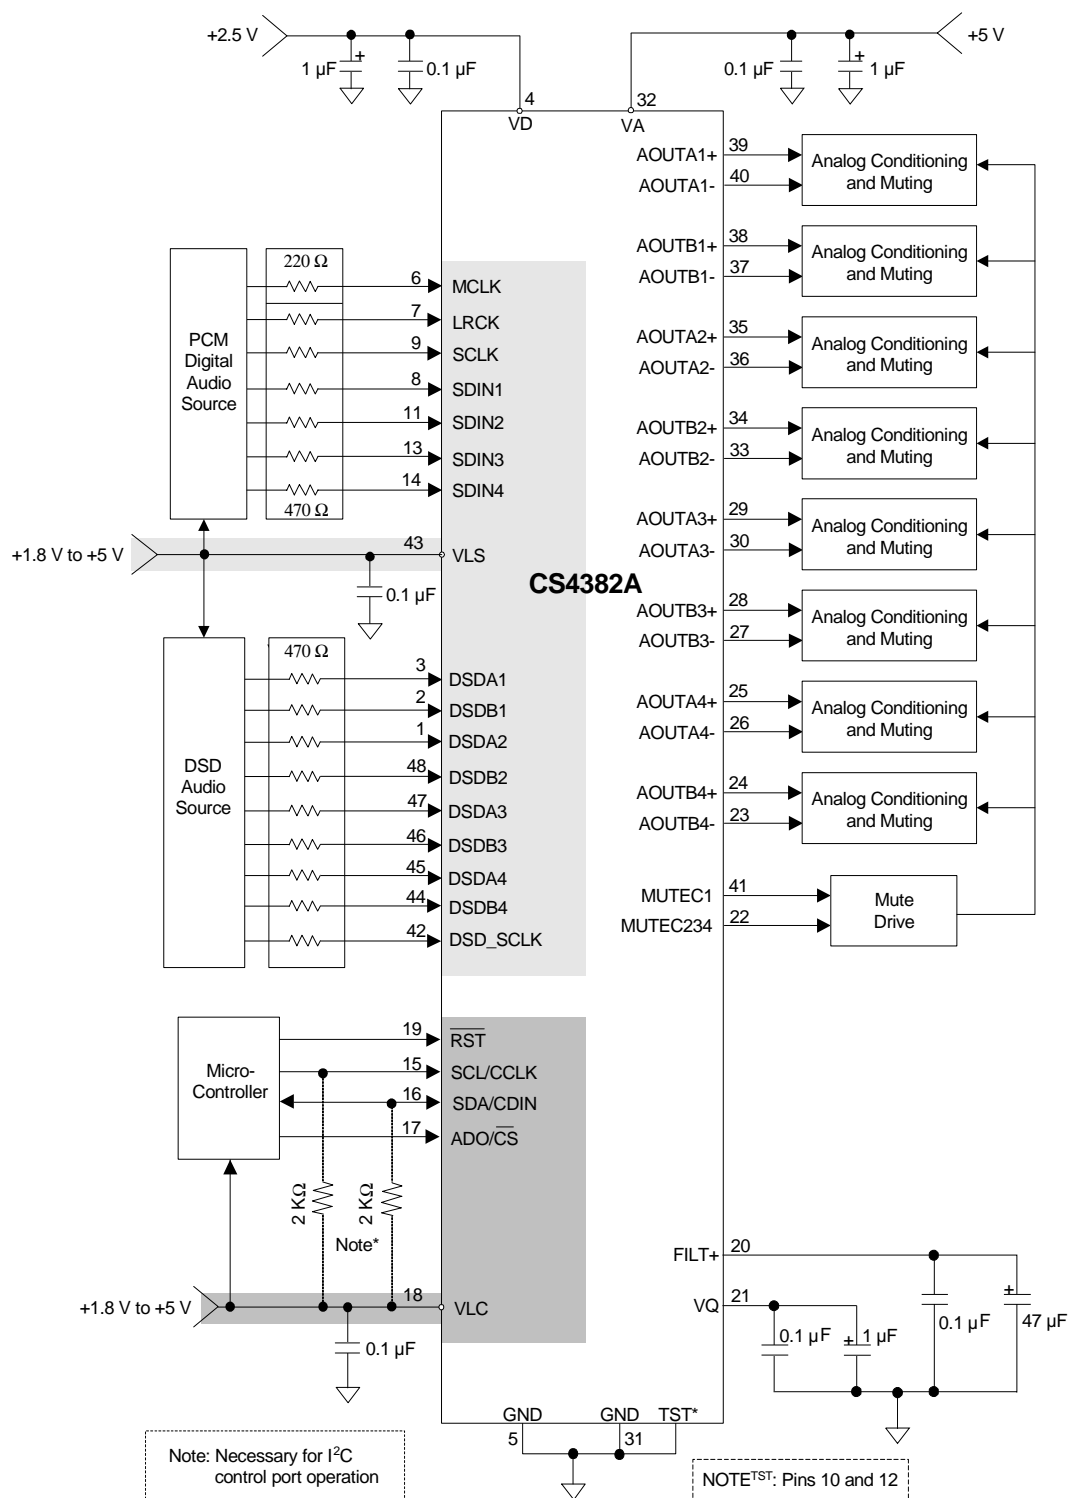 +2.5 V
+5 V
1 µF
+
0.1 µF
0.1 µF
+
1 µF
4
32
VD
VA
AOUTA1+
39
AOUTA1-
40
Analog Conditioning
and Muting
AOUTB1+
38
AOUTB1-
37
Analog Conditioning
and Muting
AOUTA2+
35
AOUTA2-
36
Analog Conditioning
and Muting
AOUTB2+
34
AOUTB2-
33
Analog Conditioning
and Muting
AOUTA3+
29
AOUTA3-
30
Analog Conditioning
and Muting
AOUTB3+
28
AOUTB3-
27
Analog Conditioning
and Muting
AOUTA4+
25
AOUTA4-
26
Analog Conditioning
and Muting
AOUTB4+
24
AOUTB4-
23
Analog Conditioning
and Muting
MUTEC1
41
MUTEC234
22
Mute
Drive
PCM
Digital
Audio
Source
220 Ω
6
MCLK
7
LRCK
9
SCLK
8
SDIN1
11
SDIN2
13
SDIN3
14
SDIN4
470 Ω
+1.8 V to +5 V
43
VLS
0.1 µF
CS4382A
DSD
Audio
Source
470 Ω
3
DSDA1
2
DSDB1
1
DSDA2
48
DSDB2
47
DSDA3
46
DSDB3
45
DSDA4
44
DSDB4
42
DSD_SCLK
Micro-
Controller
19
RST
15
SCL/CCLK
16
SDA/CDIN
17
ADO/CS
2 KΩ
2 KΩ
Note*
+1.8 V to +5 V
18
VLC
0.1 µF
FILT+
20
VQ
21
0.1 µF
+
1 µF
0.1 µF
+
47 µF
GND
GND
TST*
5
31
Note: Necessary for I²C
control port operation
NOTE^TST: Pins 10 and 12